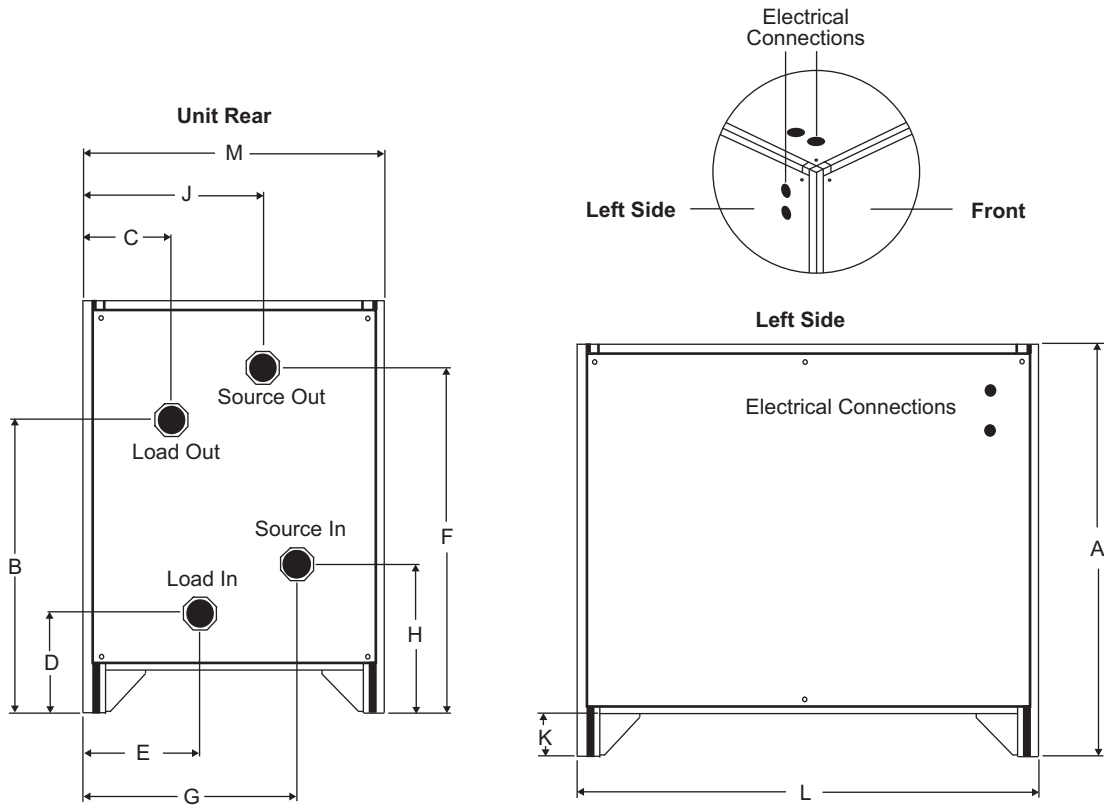 Electrical
Connections
Left Side
Front
Unit Rear
M
J
C
Source Out
Load Out
Source In
Load In
B
D
F
H
E
G
Left Side
Electrical Connections
A
K
L